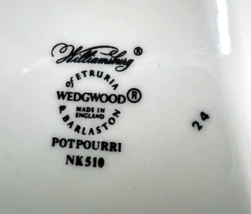 Williamsburg®
OF ETRURIA
WEDGWOOD®
MADE IN
ENGLAND
& BARLASTON
POTPOURRI
NK510
24